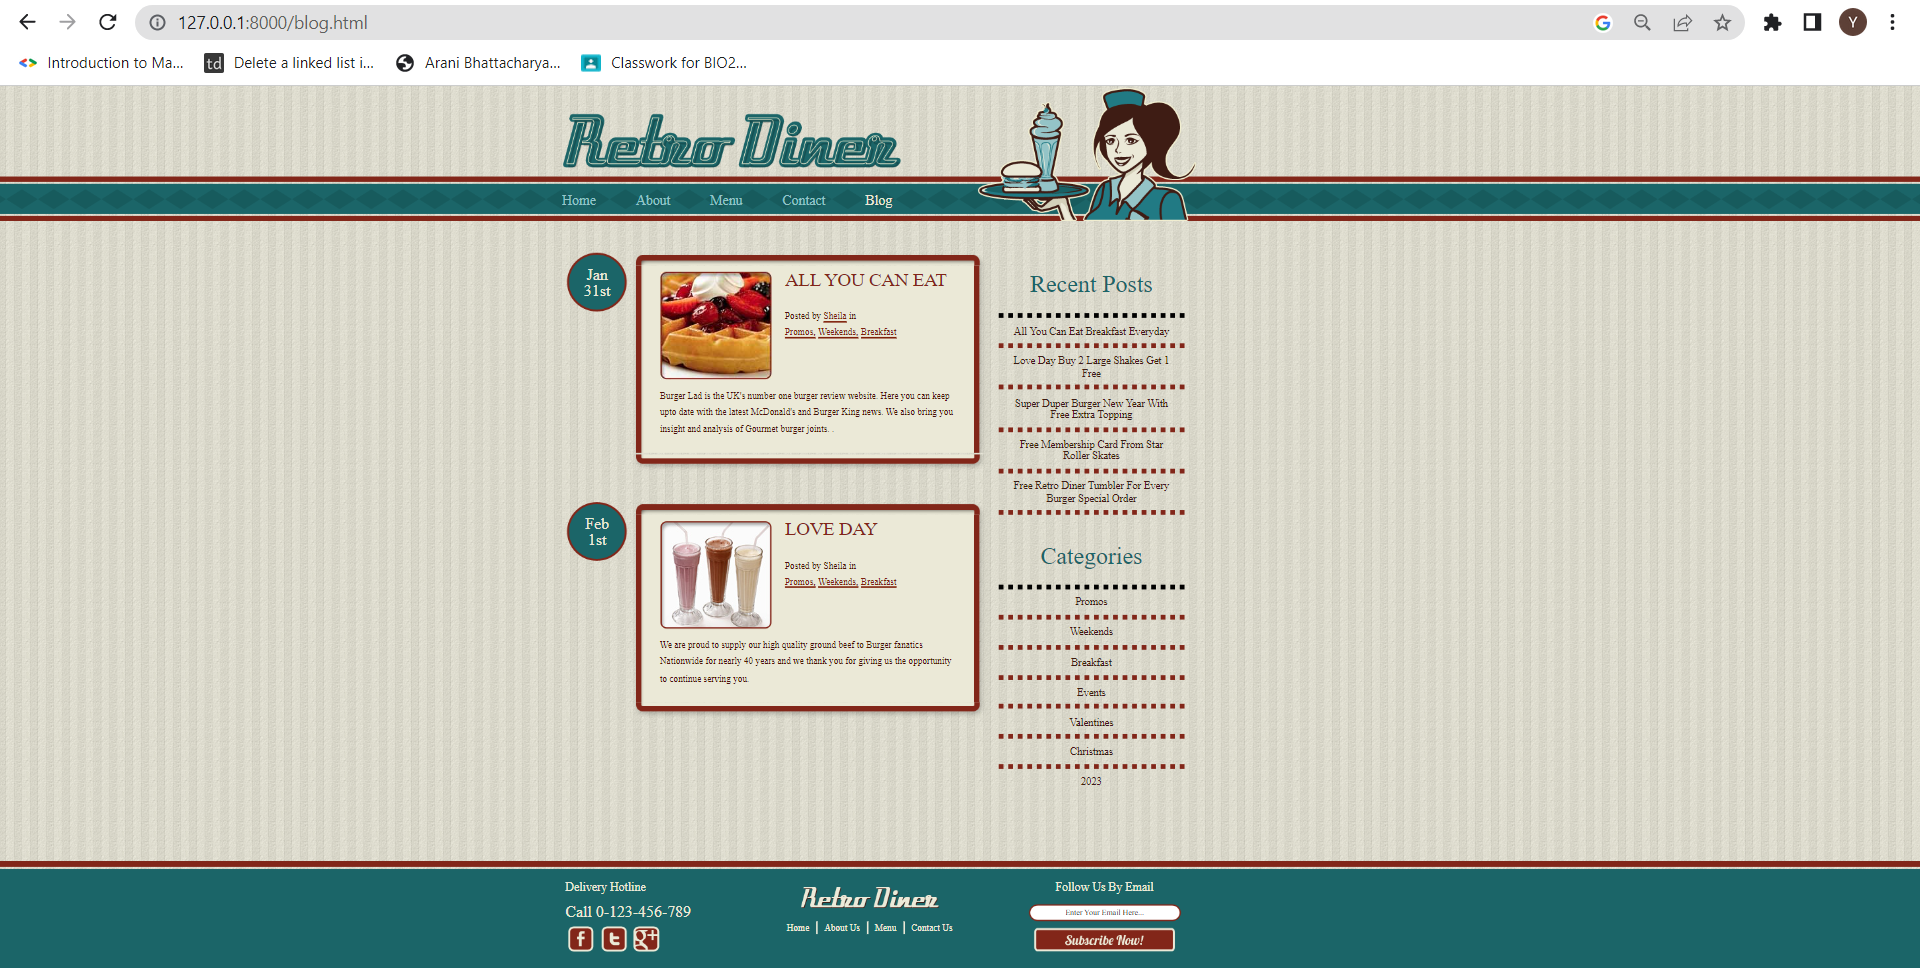 127.0.0.1:8000/blog.html
Y
Introduction to Ma...
td
Delete a linked list i...
Arani Bhattacharya...
Classwork for BIO2...
Retro Diner
Home
About
Menu
Contact
Blog
Jan
31st
ALL YOU CAN EAT
Posted by Sheila in
Promos, Weekends, Breakfast
Burger Lad is the UK's number one burger review website. Here you can keep
upto date with the latest McDonald's and Burger King news. We also bring you
insight and analysis of Gourmet burger joints. .
Feb
1st
LOVE DAY
Posted by Sheila in
Promos, Weekends, Breakfast
We are proud to supply our high quality ground beef to Burger fanatics
Nationwide for nearly 40 years and we thank you for giving us the opportunity
to continue serving you.
Recent Posts
All You Can Eat Breakfast Everyday
Love Day Buy 2 Large Shakes Get 1
Free
Super Duper Burger New Year With
Free Extra Topping
Free Membership Card From Star
Roller Skates
Free Retro Diner Tumbler For Every
Burger Special Order
Categories
Promos
Weekends
Breakfast
Events
Valentines
Christmas
2023
Delivery Hotline
Call 0-123-456-789
f t g+
Retro Diner
Home | About Us | Menu | Contact Us
Follow Us By Email
Enter Your Email Here...
Subscribe Now!